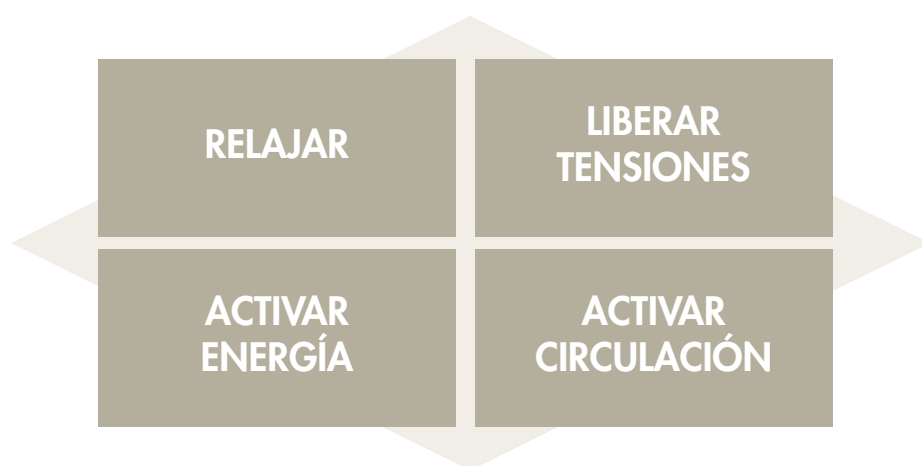 RELAJAR
LIBERAR
TENSIONES
ACTIVAR
ENERGÍA
ACTIVAR
CIRCULACIÓN